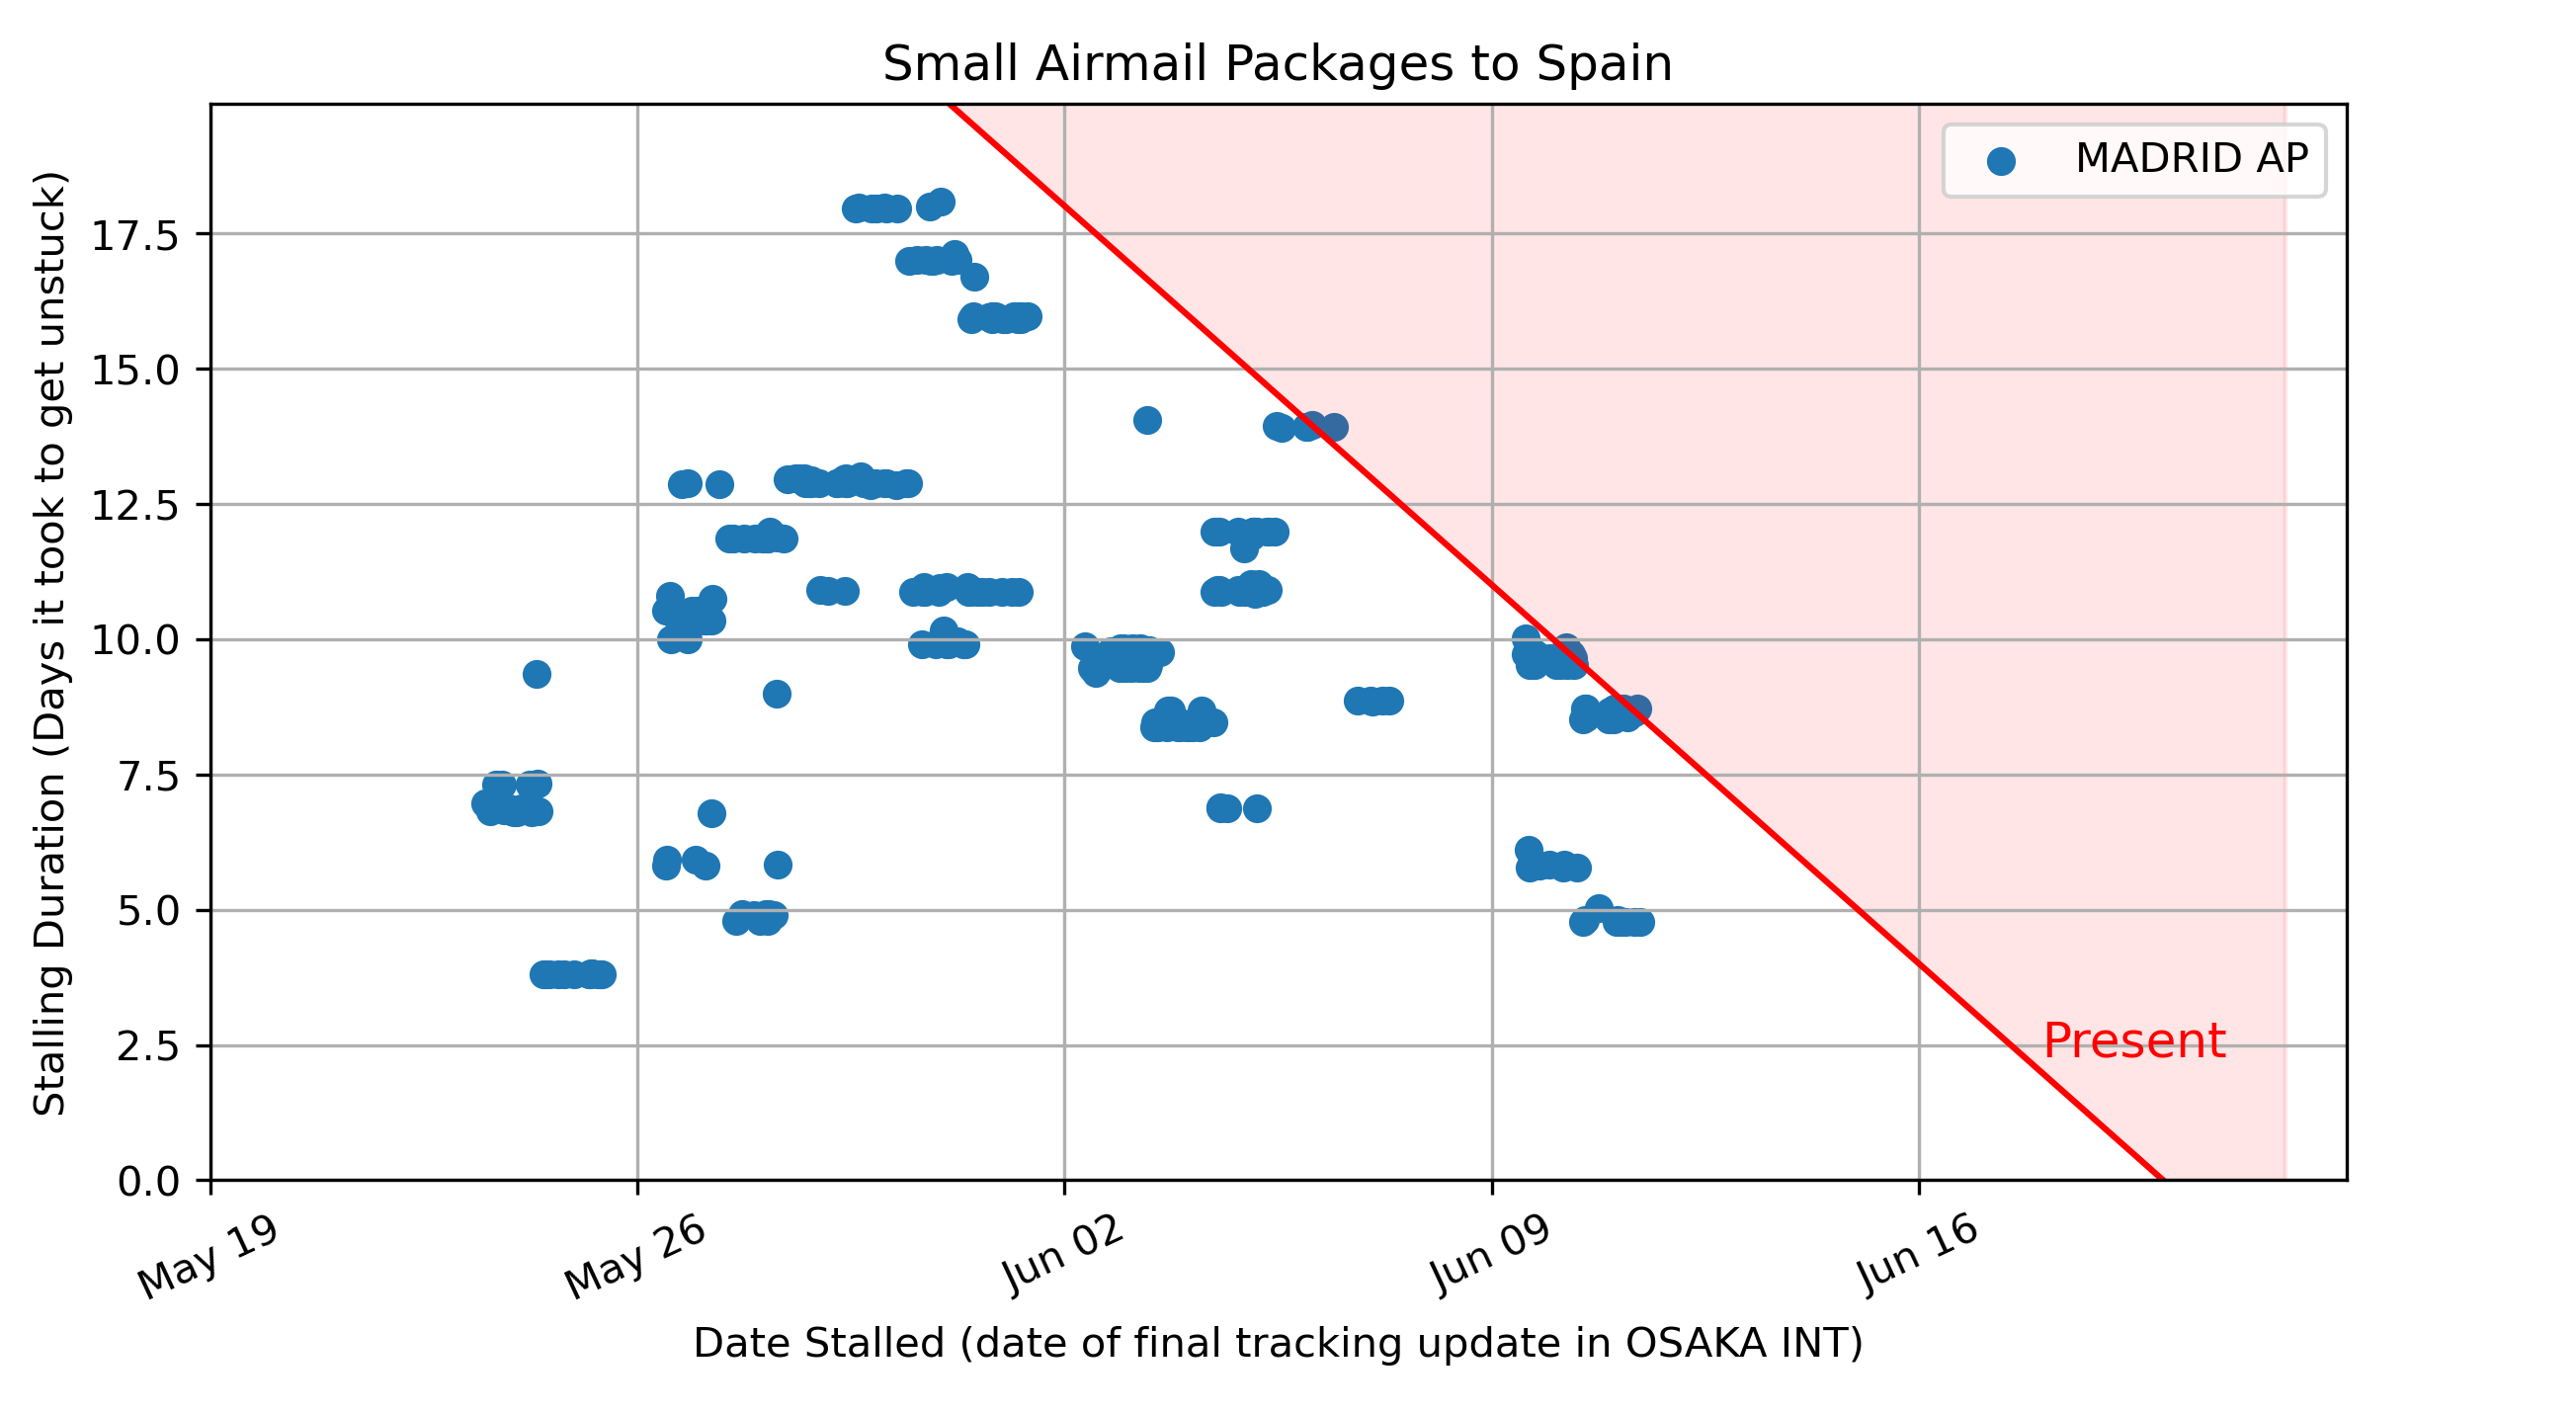 Small Airmail Packages to Spain
MADRID AP
Stalling Duration (Days it took to get unstuck)
17.5
15.0
12.5
10.0
7.5
5.0
2.5
0.0
Present
May 19
May 26
Jun 02
Jun 09
Jun 16
Date Stalled (date of final tracking update in OSAKA INT)